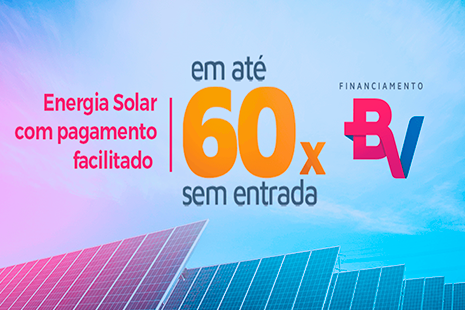 Energia Solar
com pagamento
facilitado
em até
60x
sem entrada
FINANCIAMENTO
BV